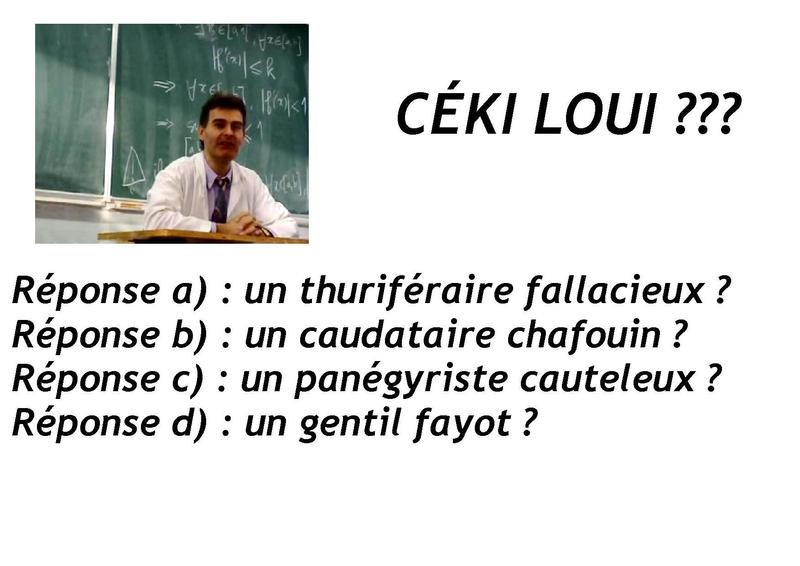 CÉKI LOUI ???
|f'(x)| ≤ k
Réponse a) : un thuriféraire fallacieux ?
Réponse b) : un caudataire chafouin ?
Réponse c) : un panégyriste cauteleux ?
Réponse d) : un gentil fayot ?